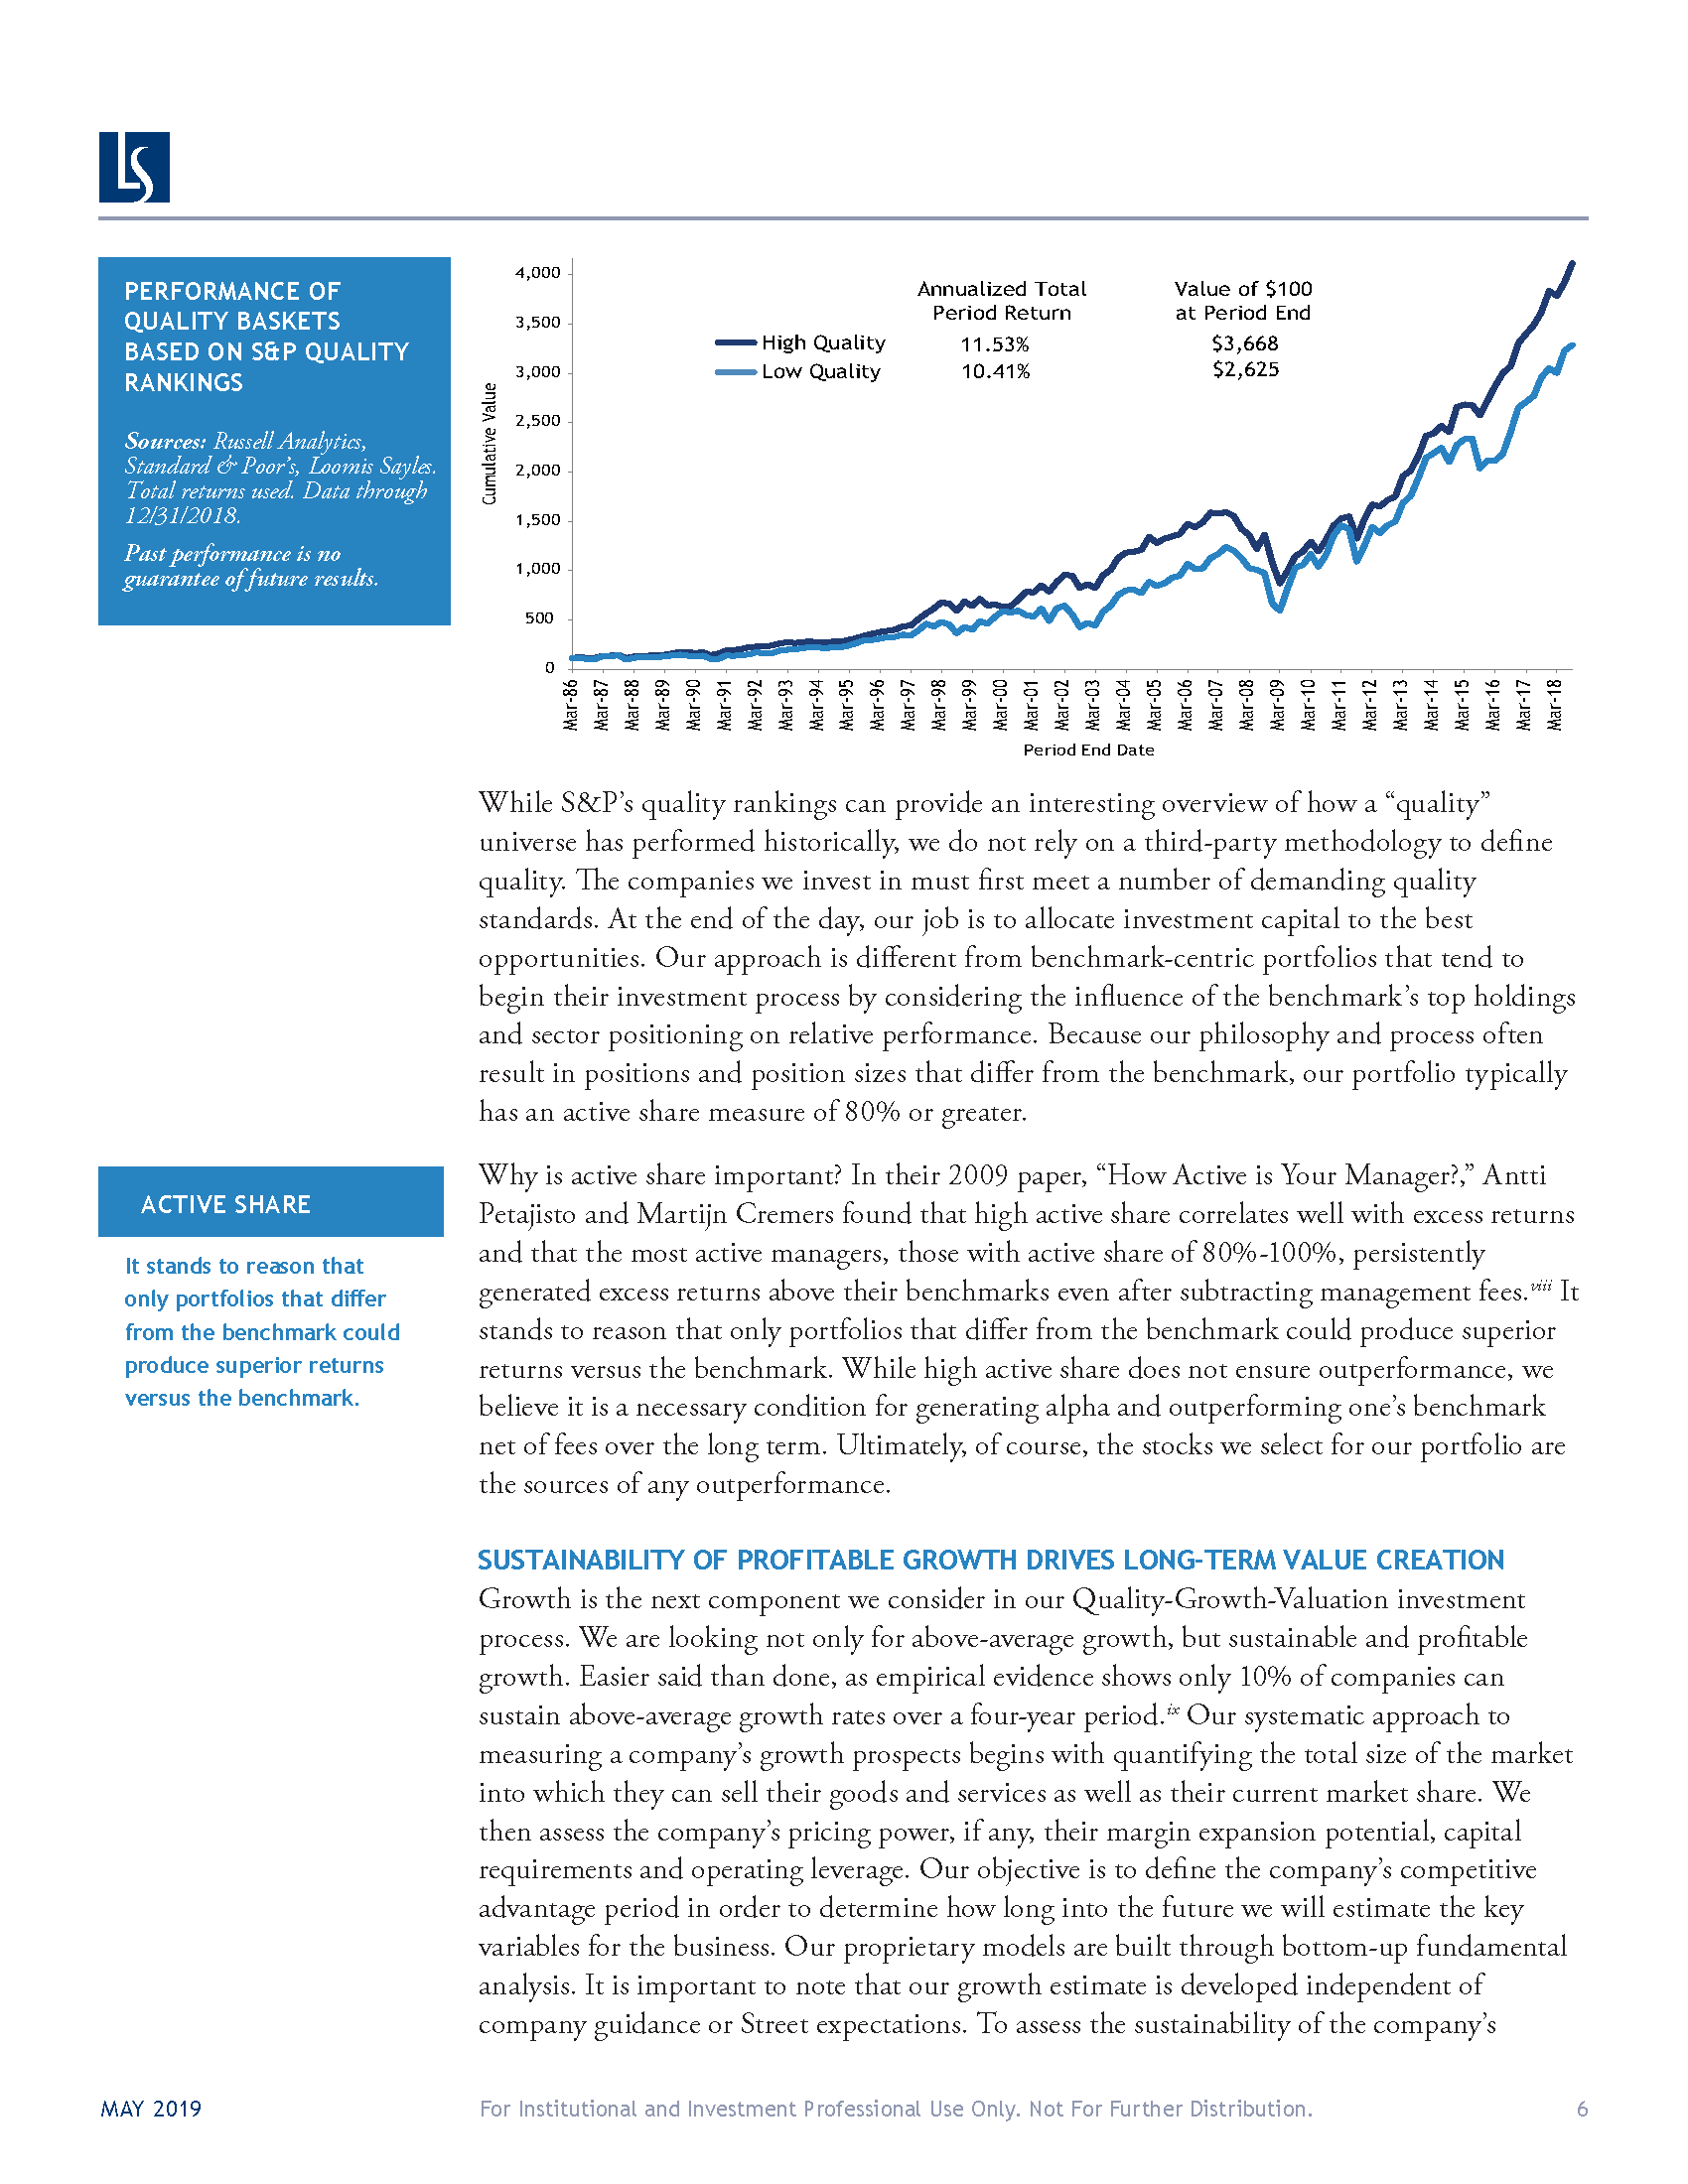 LS
PERFORMANCE OF
QUALITY BASKETS
BASED ON S&P QUALITY
RANKINGS
Sources: Russell Analytics,
Standard & Poor's, Loomis Sayles.
Total returns used. Data through
12/31/2018.
Past performance is no
guarantee of future results.
Annualized Total
Period Return
Value of $100
at Period End
High Quality 11.53% $3,668
Low Quality 10.41% $2,625
Cumulative Value
4,000
3,500
3,000
2,500
2,000
1,500
1,000
500
0
Mar-86
Mar-87
Mar-88
Mar-89
Mar-90
Mar-91
Mar-92
Mar-93
Mar-94
Mar-95
Mar-96
Mar-97
Mar-98
Mar-99
Mar-00
Mar-01
Mar-02
Mar-03
Mar-04
Mar-05
Mar-06
Mar-07
Mar-08
Mar-09
Mar-10
Mar-11
Mar-12
Mar-13
Mar-14
Mar-15
Mar-16
Mar-17
Mar-18
Period End Date
While S&P's quality rankings can provide an interesting overview of how a “quality”
universe has performed historically, we do not rely on a third-party methodology to define
quality. The companies we invest in must first meet a number of demanding quality
standards. At the end of the day, our job is to allocate investment capital to the best
opportunities. Our approach is different from benchmark-centric portfolios that tend to
begin their investment process by considering the influence of the benchmark's top holdings
and sector positioning on relative performance. Because our philosophy and process often
result in positions and position sizes that differ from the benchmark, our portfolio typically
has an active share measure of 80% or greater.
ACTIVE SHARE
It stands to reason that
only portfolios that differ
from the benchmark could
produce superior returns
versus the benchmark.
Why is active share important? In their 2009 paper, “How Active is Your Manager?,” Antti
Petajisto and Martijn Cremers found that high active share correlates well with excess returns
and that the most active managers, those with active share of 80%-100%, persistently
generated excess returns above their benchmarks even after subtracting management fees.viii It
stands to reason that only portfolios that differ from the benchmark could produce superior
returns versus the benchmark. While high active share does not ensure outperformance, we
believe it is a necessary condition for generating alpha and outperforming one's benchmark
net of fees over the long term. Ultimately, of course, the stocks we select for our portfolio are
the sources of any outperformance.
SUSTAINABILITY OF PROFITABLE GROWTH DRIVES LONG-TERM VALUE CREATION
Growth is the next component we consider in our Quality-Growth-Valuation investment
process. We are looking not only for above-average growth, but sustainable and profitable
growth. Easier said than done, as empirical evidence shows only 10% of companies can
sustain above-average growth rates over a four-year period.ix Our systematic approach to
measuring a company's growth prospects begins with quantifying the total size of the market
into which they can sell their goods and services as well as their current market share. We
then assess the company's pricing power, if any, their margin expansion potential, capital
requirements and operating leverage. Our objective is to define the company's competitive
advantage period in order to determine how long into the future we will estimate the key
variables for the business. Our proprietary models are built through bottom-up fundamental
analysis. It is important to note that our growth estimate is developed independent of
company guidance or Street expectations. To assess the sustainability of the company's
MAY 2019
For Institutional and Investment Professional Use Only. Not For Further Distribution.
6